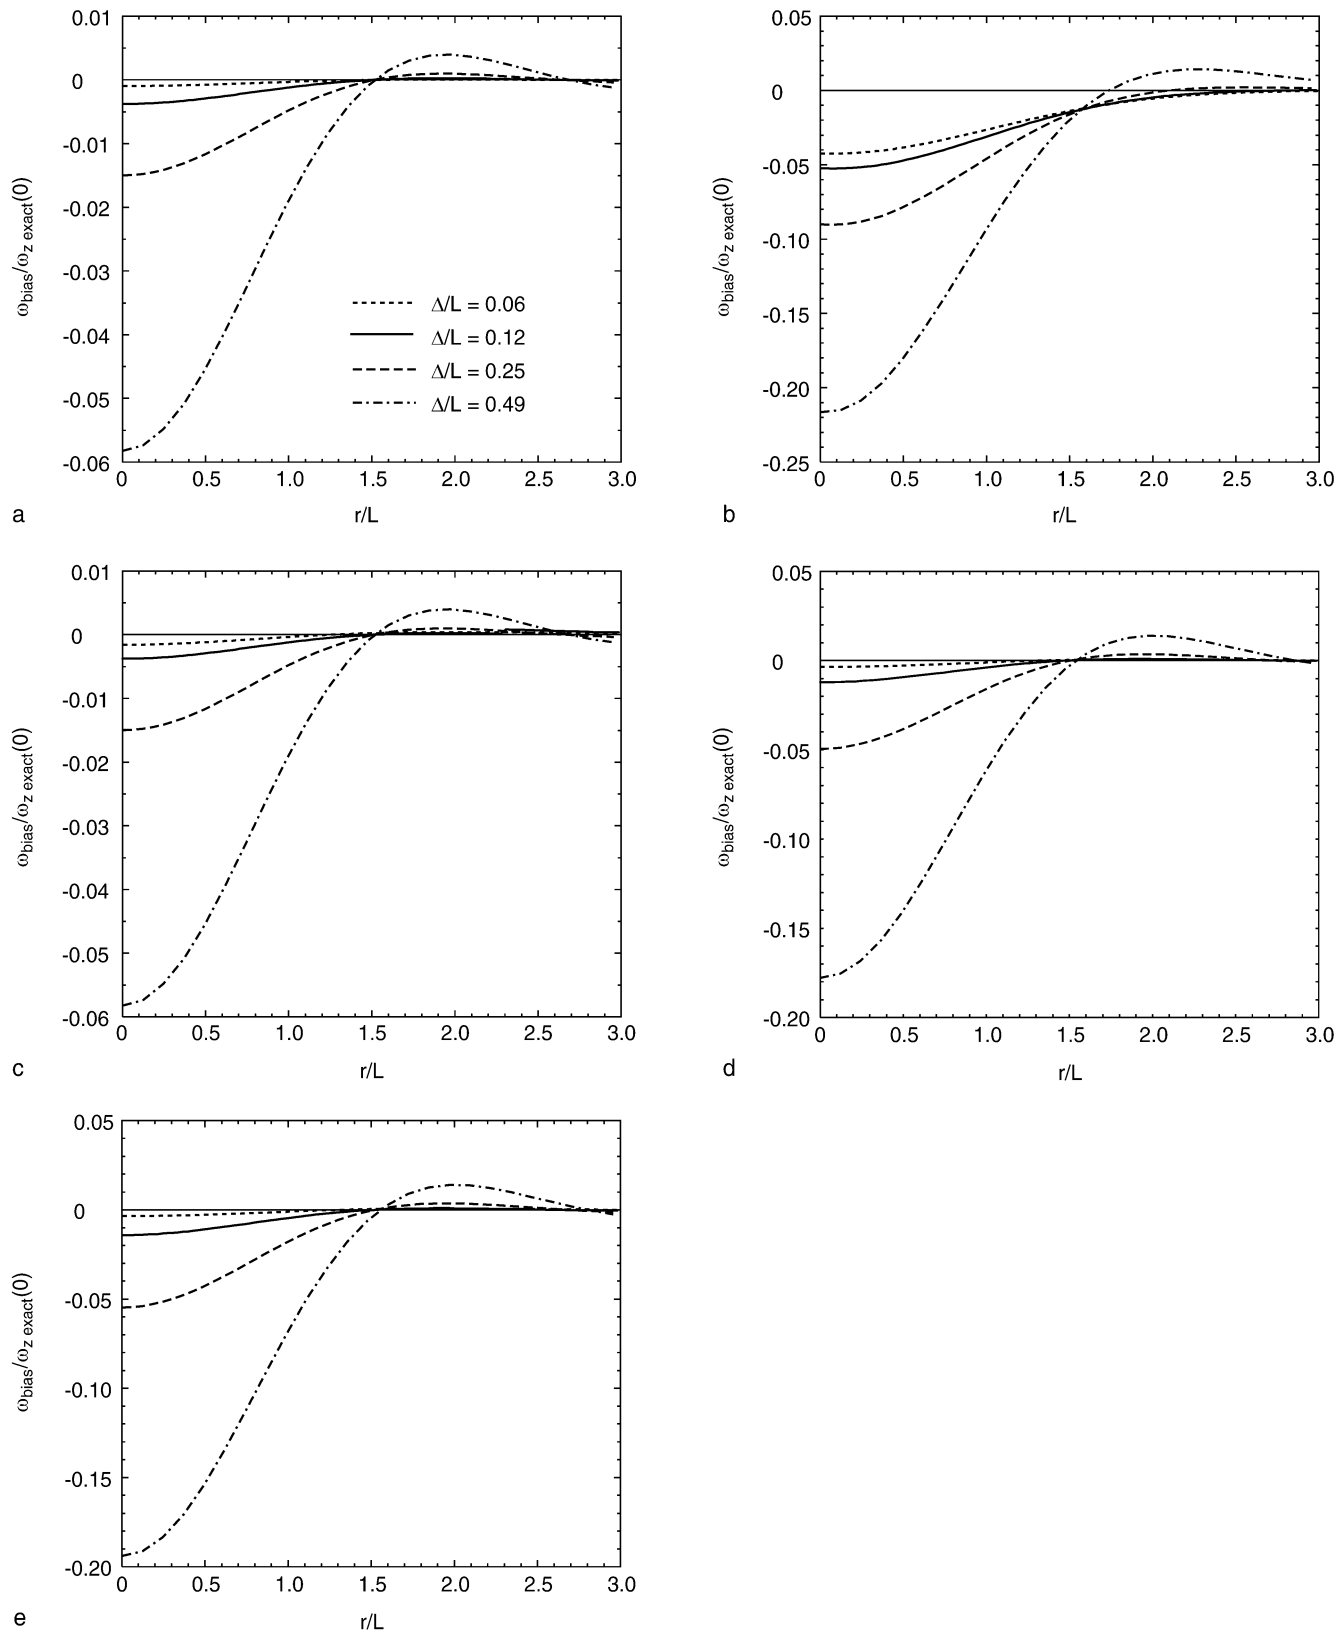 0.01
0
-0.01
-0.02
-0.03
-0.04
-0.05
-0.06
0 0.5 1.0 1.5 2.0 2.5 3.0
ω_bias/ω_z exact(0)
Δ/L = 0.06
Δ/L = 0.12
Δ/L = 0.25
Δ/L = 0.49
a
r/L
0.05
0
-0.05
-0.10
-0.15
-0.20
-0.25
0 0.5 1.0 1.5 2.0 2.5 3.0
ω_bias/ω_z exact(0)
b
r/L
0.01
0
-0.01
-0.02
-0.03
-0.04
-0.05
-0.06
0 0.5 1.0 1.5 2.0 2.5 3.0
ω_bias/ω_z exact(0)
c
r/L
0.05
0
-0.05
-0.10
-0.15
-0.20
0 0.5 1.0 1.5 2.0 2.5 3.0
ω_bias/ω_z exact(0)
d
r/L
0.05
0
-0.05
-0.10
-0.15
-0.20
0 0.5 1.0 1.5 2.0 2.5 3.0
ω_bias/ω_z exact(0)
e
r/L